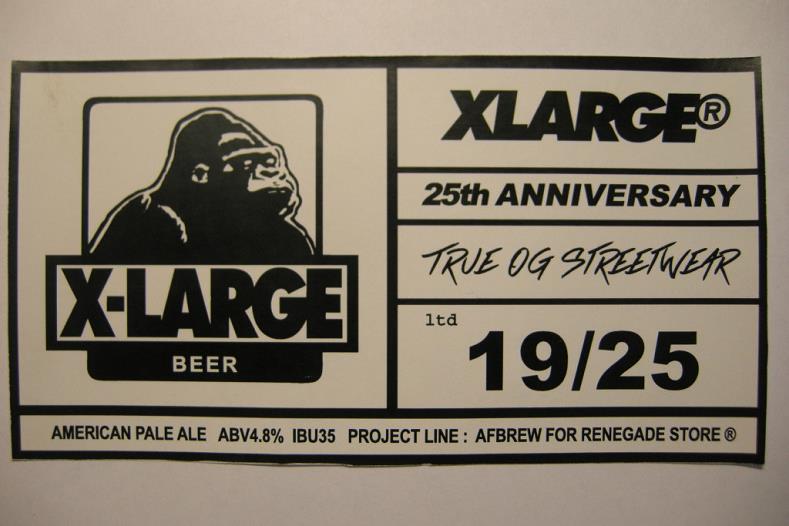 X-LARGE
BEER
XLARGE®
25th ANNIVERSARY
TRUE OG STREETWEAR
ltd
19/25
AMERICAN PALE ALE ABV4.8% IBU35 PROJECT LINE : AFBREW FOR RENEGADE STORE ®